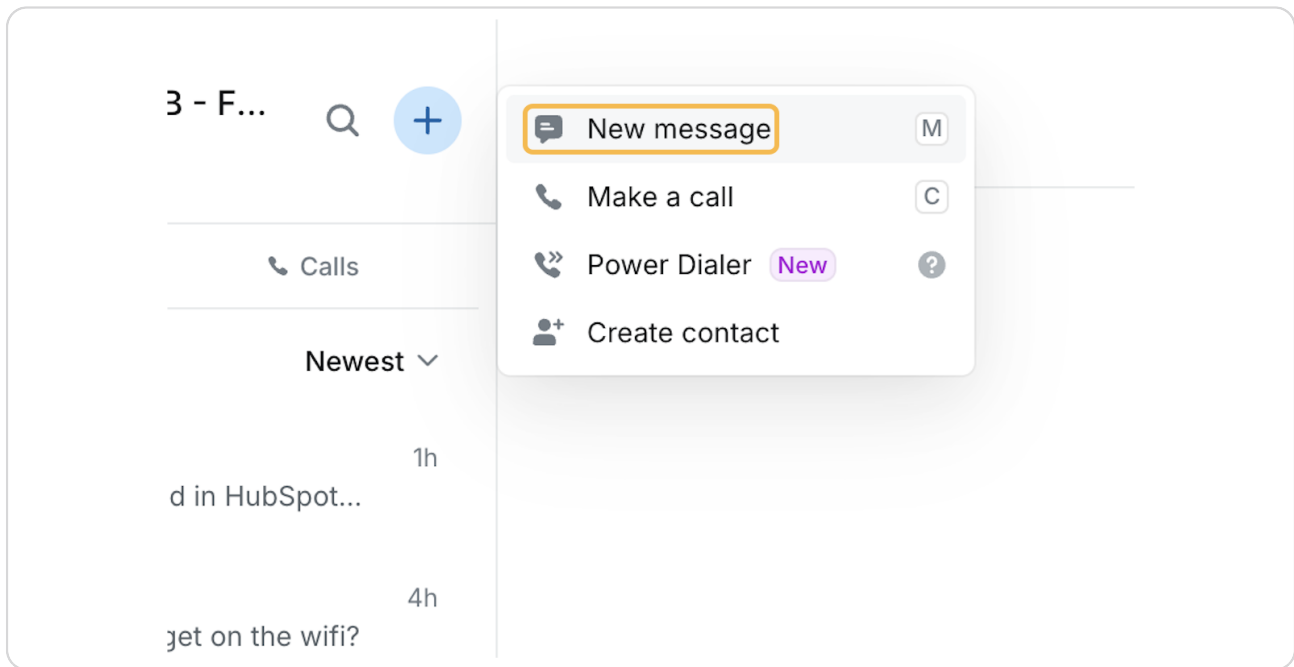 B - F...
New message M
Make a call C
Power Dialer New ?
Create contact
Calls
Newest
1h
d in HubSpot...
4h
get on the wifi?